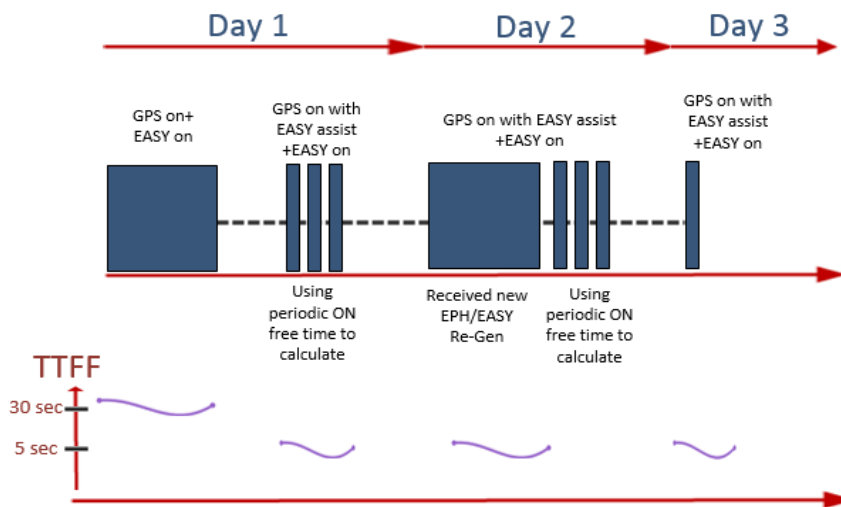 Day 1
Day 2
Day 3
GPS on+
EASY on
GPS on with
EASY assist
+EASY on
GPS on with EASY assist
+EASY on
GPS on with
EASY assist
+EASY on
Using
periodic ON
free time to
calculate
Received new
EPH/EASY
Re-Gen
Using
periodic ON
free time to
calculate
TTFF
30 sec
5 sec